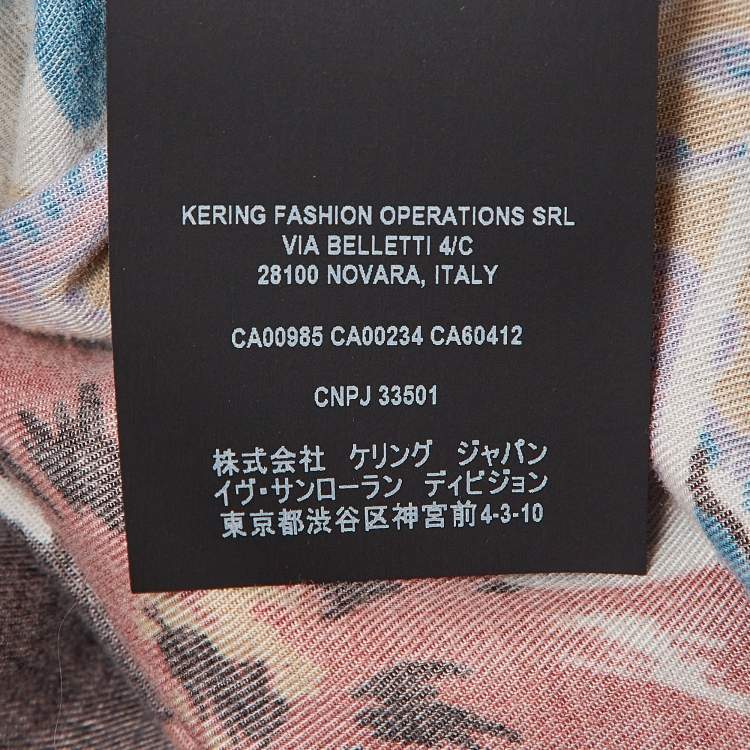 KERING FASHION OPERATIONS SRL
VIA BELLETTI 4/C
28100 NOVARA, ITALY
CA00985 CA00234 CA60412
CNPJ 33501
株式会社 ケリング ジャパン
イヴ・サンローラン ディビジョン
東京都渋谷区神宮前4-3-10